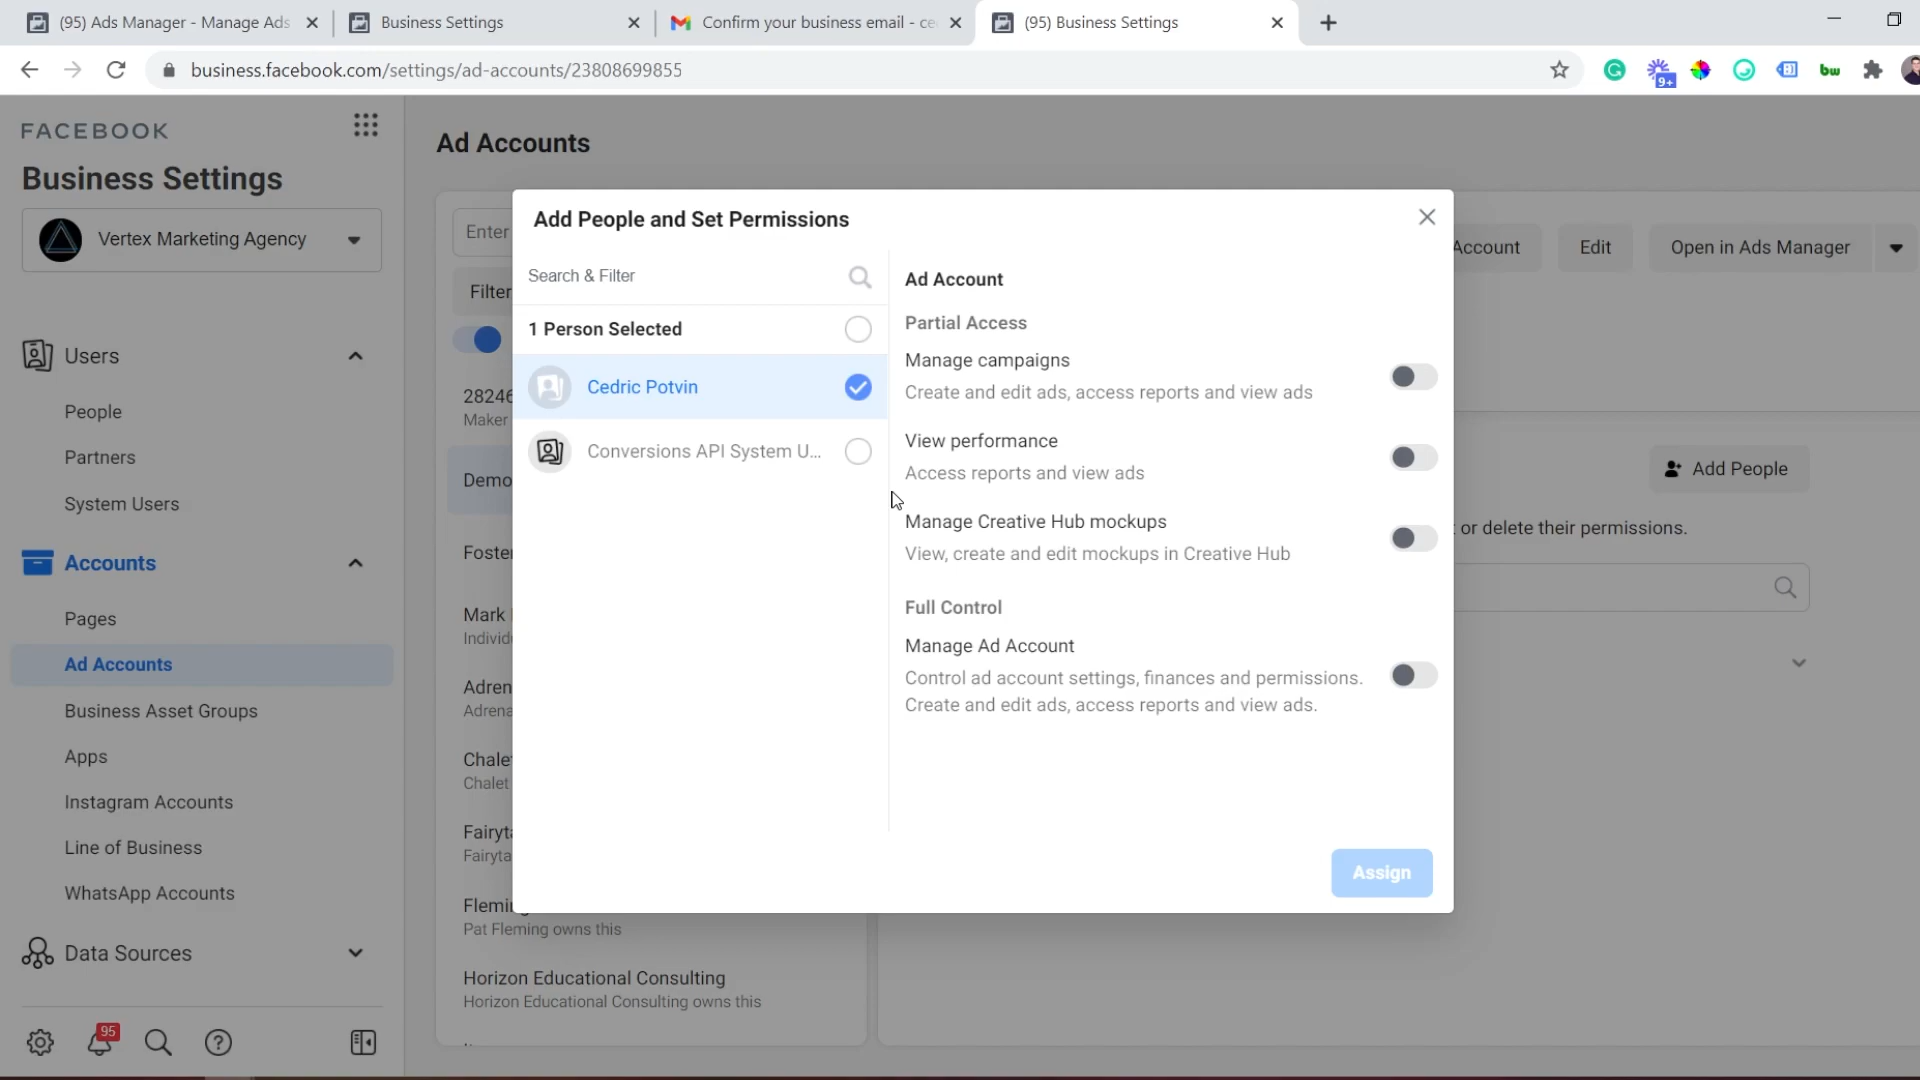 (95) Ads Manager - Manage Ads
Business Settings
Confirm your business email - ce
(95) Business Settings
business.facebook.com/settings/ad-accounts/23808699855
9+
bw
FACEBOOK
Business Settings
Vertex Marketing Agency
Users
People
Partners
System Users
Accounts
Pages
Ad Accounts
Business Asset Groups
Apps
Instagram Accounts
Line of Business
WhatsApp Accounts
Data Sources
95
Ad Accounts
Enter
Filter
28246
Maker
Demo
Foster
Mark
Individ
Adren
Adrena
Chalet
Chalet
Fairyta
Fairyta
Flemi
Pat Fleming owns this
Horizon Educational Consulting
Horizon Educational Consulting owns this
Account
Edit
Open in Ads Manager
Add People
or delete their permissions.
Add People and Set Permissions
Search & Filter
1 Person Selected
Cedric Potvin
Conversions API System U...
Ad Account
Partial Access
Manage campaigns
Create and edit ads, access reports and view ads
View performance
Access reports and view ads
Manage Creative Hub mockups
View, create and edit mockups in Creative Hub
Full Control
Manage Ad Account
Control ad account settings, finances and permissions.
Create and edit ads, access reports and view ads.
Assign